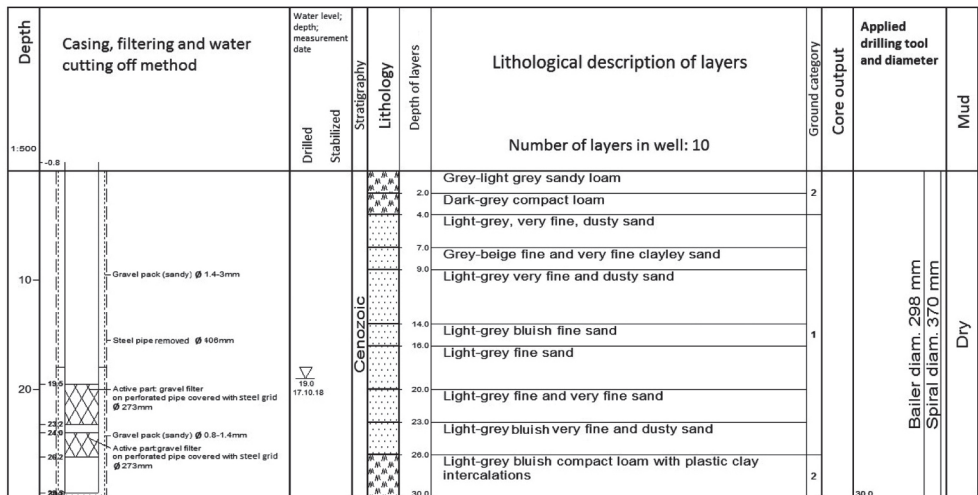 Depth
1:500
Casing, filtering and water
cutting off method
Water level;
depth;
measurement
date
Drilled
Stabilized
Stratigraphy
Lithology
Depth of layers
Lithological description of layers
Number of layers in well: 10
Ground category
Core output
Applied
drilling tool
and diameter
Mud
-0.8
10
20
Gravel pack (sandy) Ø 1.4-3mm
Steel pipe removed Ø 406mm
19.5
Active part: gravel filter
on perforated pipe covered with steel grid
Ø 273mm
23.2
24.0
Gravel pack (sandy) Ø 0.8-1.4mm
Active part:gravel filter
on perforated pipe covered with steel grid
Ø 273mm
26.2
19.0
17.10.18
Cenozoic
Grey-light grey sandy loam
2.0
Dark-grey compact loam
4.0
Light-grey, very fine, dusty sand
7.0
Grey-beige fine and very fine clayley sand
9.0
Light-grey very fine and dusty sand
14.0
Light-grey bluish fine sand
16.0
Light-grey fine sand
20.0
Light-grey fine and very fine sand
23.0
Light-grey bluish very fine and dusty sand
26.0
Light-grey bluish compact loam with plastic clay
intercalations
30.0
2
1
2
30.0
Bailer diam. 298 mm
Spiral diam. 370 mm
Dry